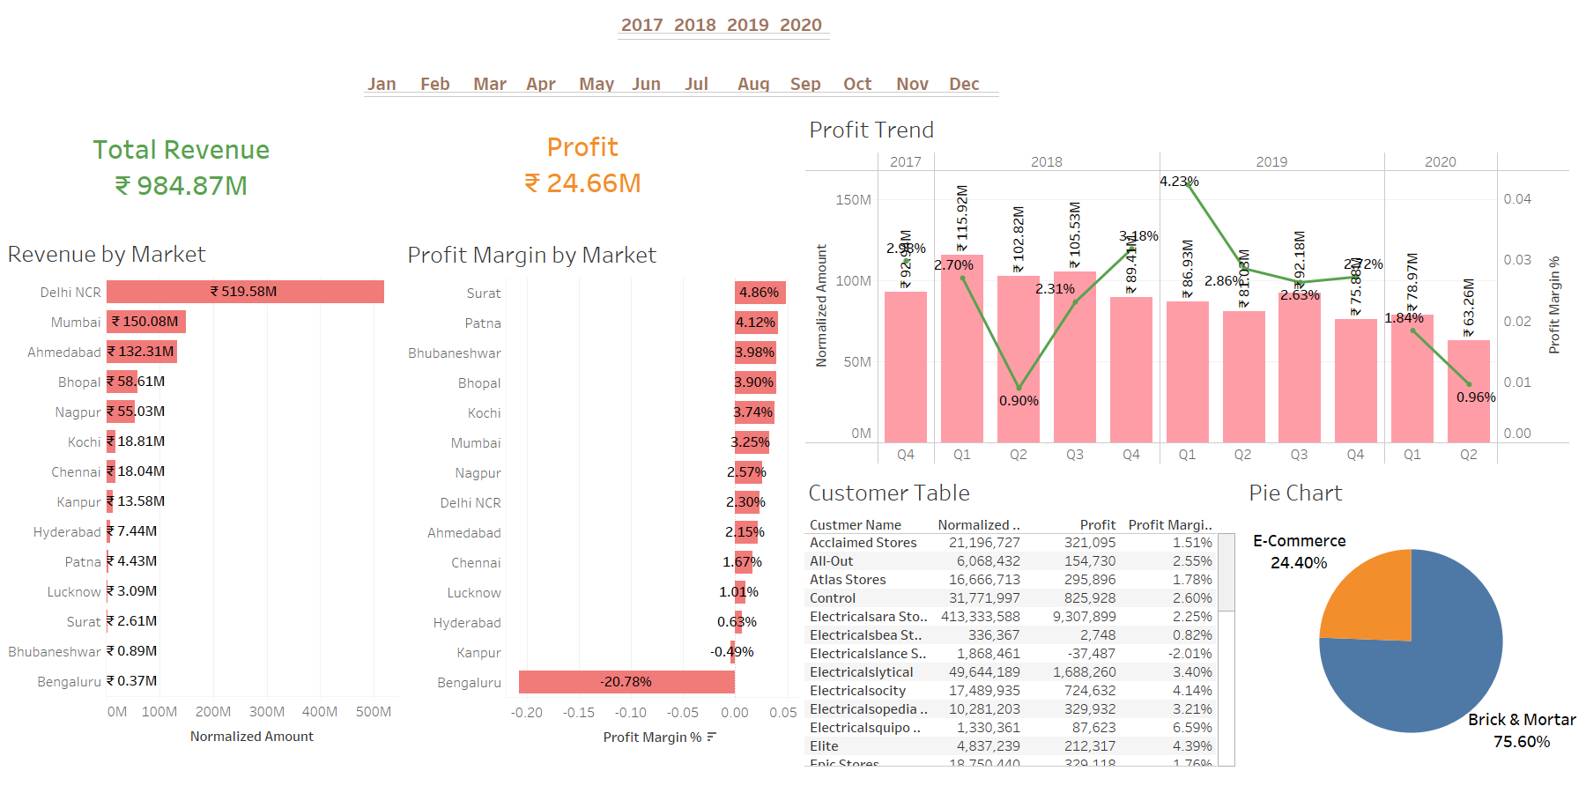 2017 2018 2019 2020
Jan Feb Mar Apr May Jun Jul Aug Sep Oct Nov Dec
Total Revenue
₹ 984.87M
Profit
₹ 24.66M
Revenue by Market
Delhi NCR ₹ 519.58M
Mumbai ₹ 150.08M
Ahmedabad ₹ 132.31M
Bhopal ₹ 58.61M
Nagpur ₹ 55.03M
Kochi ₹ 18.81M
Chennai ₹ 18.04M
Kanpur ₹ 13.58M
Hyderabad ₹ 7.44M
Patna ₹ 4.43M
Lucknow ₹ 3.09M
Surat ₹ 2.61M
Bhubaneshwar ₹ 0.89M
Bengaluru ₹ 0.37M
0M 100M 200M 300M 400M 500M
Normalized Amount
Profit Margin by Market
Surat 4.86%
Patna 4.12%
Bhubaneshwar 3.98%
Bhopal 3.90%
Kochi 3.74%
Mumbai 3.25%
Nagpur 2.57%
Delhi NCR 2.30%
Ahmedabad 2.15%
Chennai 1.67%
Lucknow 1.01%
Hyderabad 0.63%
Kanpur -0.49%
Bengaluru -20.78%
-0.20 -0.15 -0.10 -0.05 0.00 0.05
Profit Margin %
Profit Trend
2017 2018 2019 2020
150M
100M
50M
0M
Normalized Amount
₹ 115.92M
₹ 102.82M
₹ 105.53M
₹ 89.41M
₹ 86.93M
₹ 92.18M
₹ 78.97M
₹ 63.26M
2.98%
2.70%
0.90%
2.31%
3.18%
4.23%
2.86%
2.63%
2.72%
1.84%
0.96%
0.04
0.03
0.02
0.01
0.00
Profit Margin %
Q4 Q1 Q2 Q3 Q4 Q1 Q2 Q3 Q4 Q1 Q2
Customer Table
Custmer Name Normalized .. Profit Profit Margi..
Acclaimed Stores 21,196,727 321,095 1.51%
All-Out 6,068,432 154,730 2.55%
Atlas Stores 16,666,713 295,896 1.78%
Control 31,771,997 825,928 2.60%
Electricalsara Sto.. 413,333,588 9,307,899 2.25%
Electricalsbea St.. 336,367 2,748 0.82%
Electricalslance S.. 1,868,461 -37,487 -2.01%
Electricalslytical 49,644,189 1,688,260 3.40%
Electricalsocity 17,489,935 724,632 4.14%
Electricalsopedia .. 10,281,203 329,932 3.21%
Electricalsquipo .. 1,330,361 87,623 6.59%
Elite 4,837,239 212,317 4.39%
Epic Stores 18,750,440 329,118 1.76%
Pie Chart
E-Commerce
24.40%
Brick & Mortar
75.60%